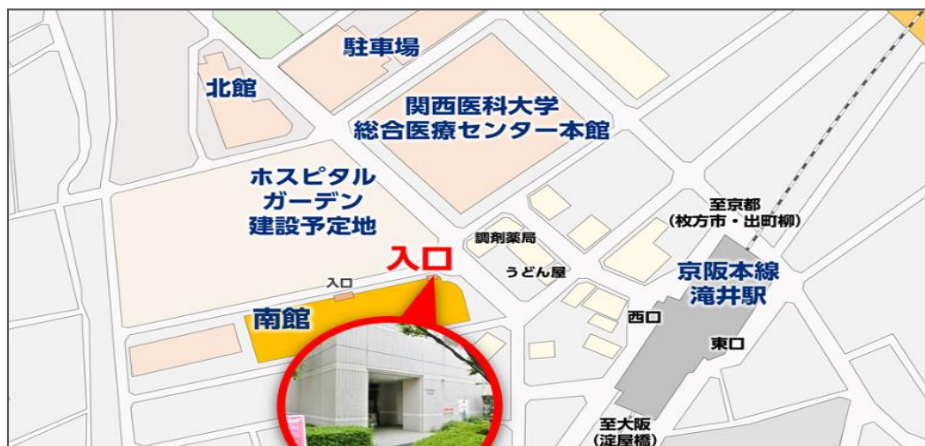 駐車場
北館
関西医科大学
総合医療センター本館
ホスピタル
ガーデン
建設予定地
至京都
(枚方市・出町柳)
調剤薬局
入口
うどん屋
京阪本線
滝井駅
入口
南館
西口
東口
至大阪
(淀屋橋)